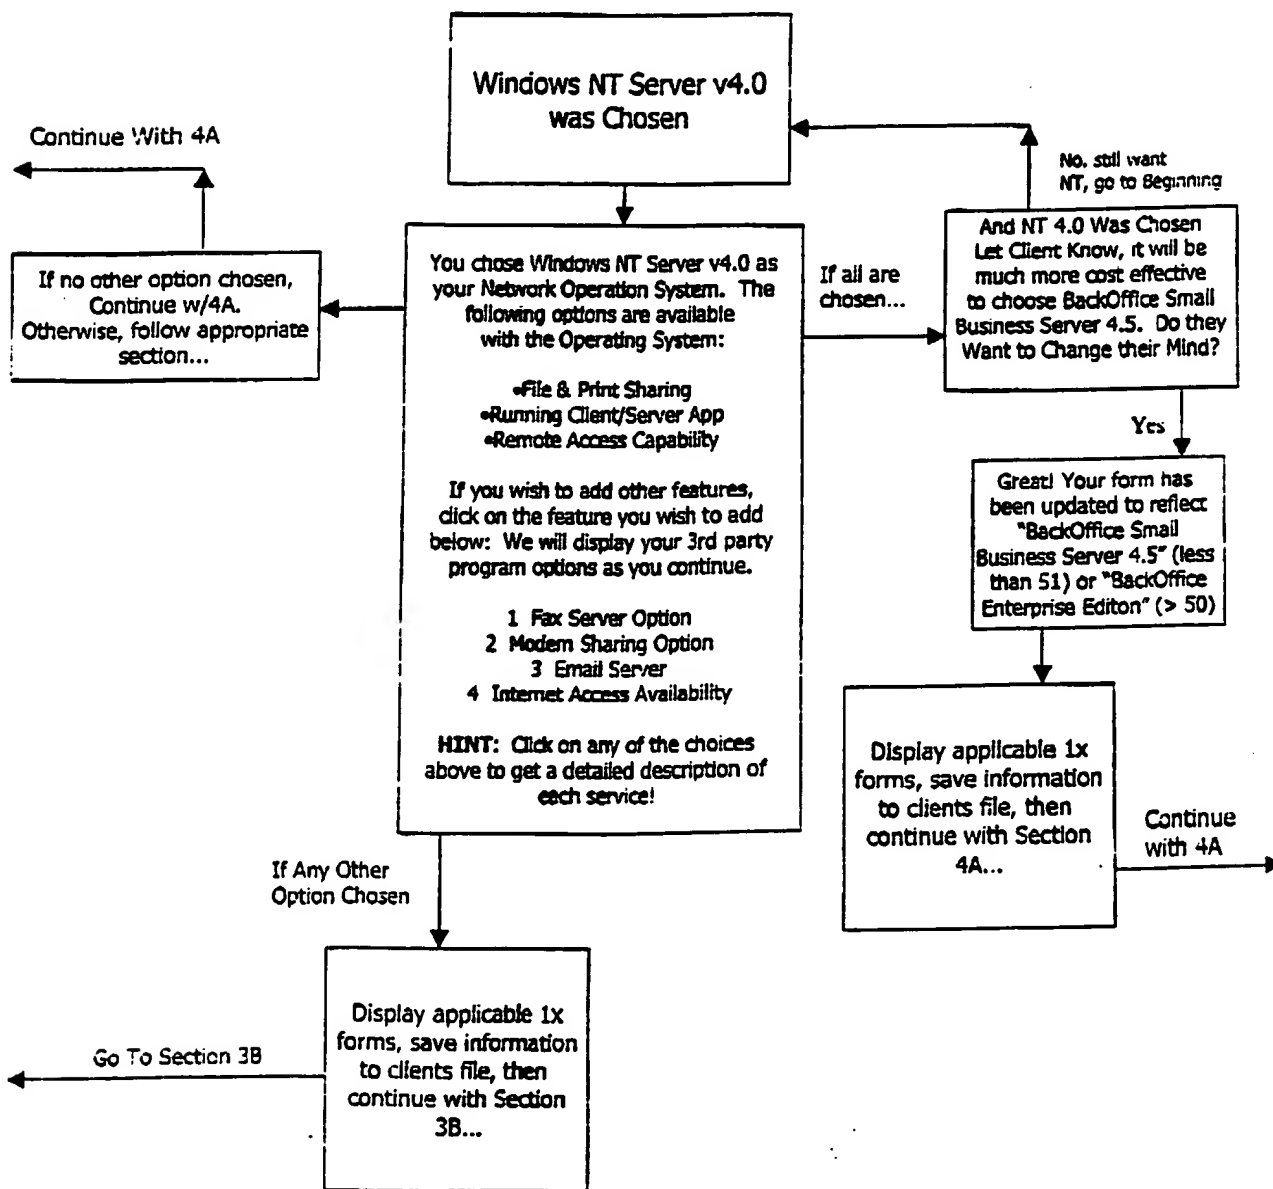 Windows NT Server v4.0
was Chosen
Continue With 4A
No, still want
NT, go to Beginning
If no other option chosen,
Continue w/4A.
Otherwise, follow appropriate
section...
You chose Windows NT Server v4.0 as
your Network Operation System. The
following options are available
with the Operating System:
•File & Print Sharing
•Running Client/Server App
•Remote Access Capability
If you wish to add other features,
click on the feature you wish to add
below: We will display your 3rd party
program options as you continue.
1 Fax Server Option
2 Modem Sharing Option
3 Email Server
4 Internet Access Availability
HINT: Click on any of the choices
above to get a detailed description of
each service!
If all are
chosen...
And NT 4.0 Was Chosen
Let Client Know, it will be
much more cost effective
to choose BackOffice Small
Business Server 4.5. Do they
Want to Change their Mind?
Yes
Great! Your form has
been updated to reflect
"BackOffice Small
Business Server 4.5" (less
than 51) or "BackOffice
Enterprise Editon" (> 50)
Display applicable 1x
forms, save information
to clients file, then
continue with Section
4A...
Continue
with 4A
If Any Other
Option Chosen
Display applicable 1x
forms, save information
to clients file, then
continue with Section
3B...
Go To Section 3B